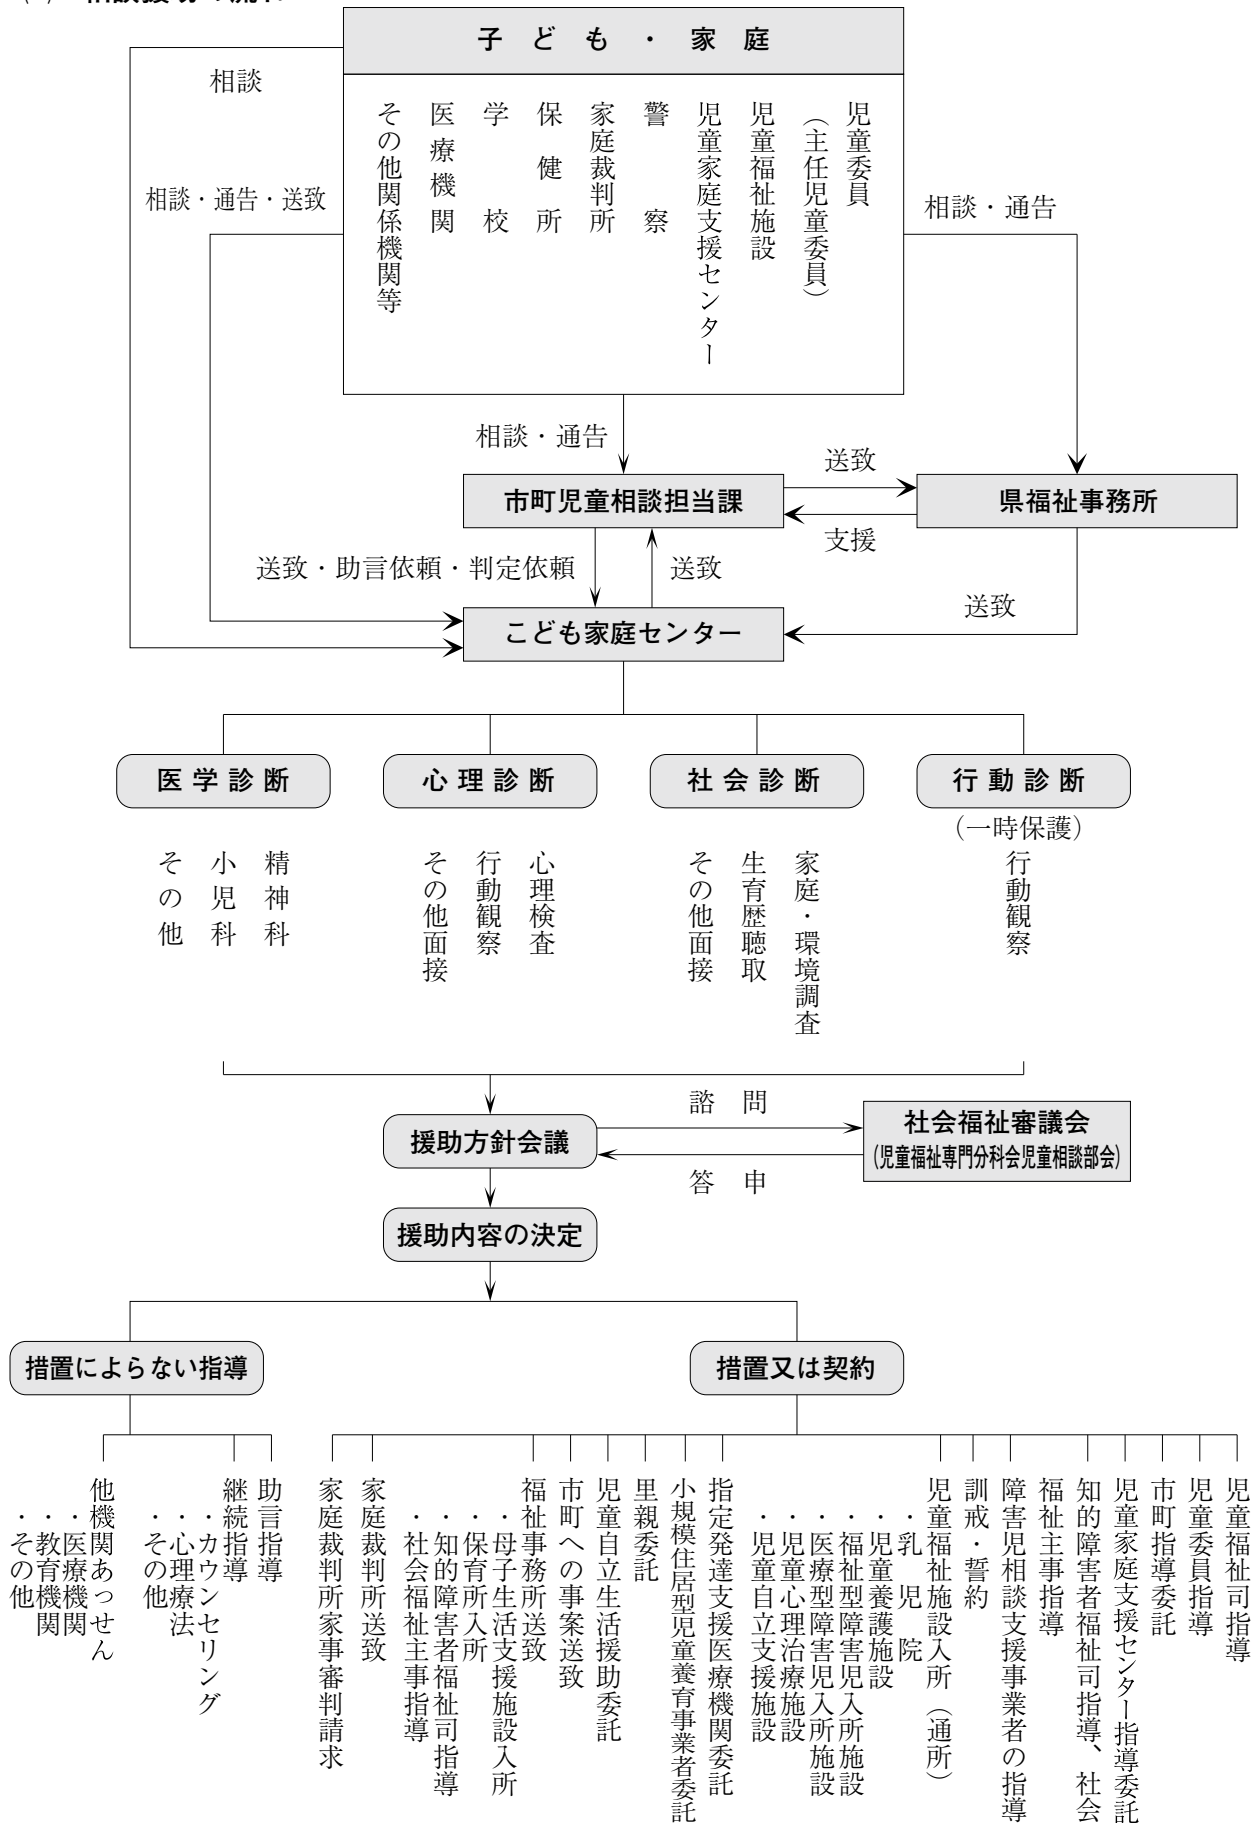 子ども・家庭
相談
児童委員
（主任児童委員）
児童福祉施設
児童家庭支援センター
警察
家庭裁判所
保健所
学校
医療機関
その他関係機関等
相談・通告・送致
相談・通告
相談・通告
市町児童相談担当課
送致
支援
県福祉事務所
送致・助言依頼・判定依頼
送致
送致
こども家庭センター
医学診断
心理診断
社会診断
行動診断
（一時保護）
精神科
小児科
その他
心理検査
行動観察
その他面接
家庭・環境調査
生育歴聴取
その他面接
行動観察
諮問
援助方針会議
社会福祉審議会
(児童福祉専門分科会児童相談部会)
答申
援助内容の決定
措置によらない指導
措置又は契約
助言指導
継続指導
・カウンセリング
・心理療法
・その他
他機関あっせん
・医療機関
・教育機関
・その他
児童福祉司指導
児童委員指導
市町指導委託
児童家庭支援センター指導委託
知的障害者福祉司指導、社会
福祉主事指導
障害児相談支援事業者の指導
訓戒・誓約
児童福祉施設入所（通所）
・乳児院
・児童養護施設
・福祉型障害児入所施設
・医療型障害児入所施設
・児童心理治療施設
・児童自立支援施設
指定発達支援医療機関委託
小規模住居型児童養育事業者委託
里親委託
児童自立生活援助委託
市町への事案送致
福祉事務所送致
・母子生活支援施設入所
・保育所入所
・知的障害者福祉司指導
・社会福祉主事指導
家庭裁判所送致
家庭裁判所家事審判請求